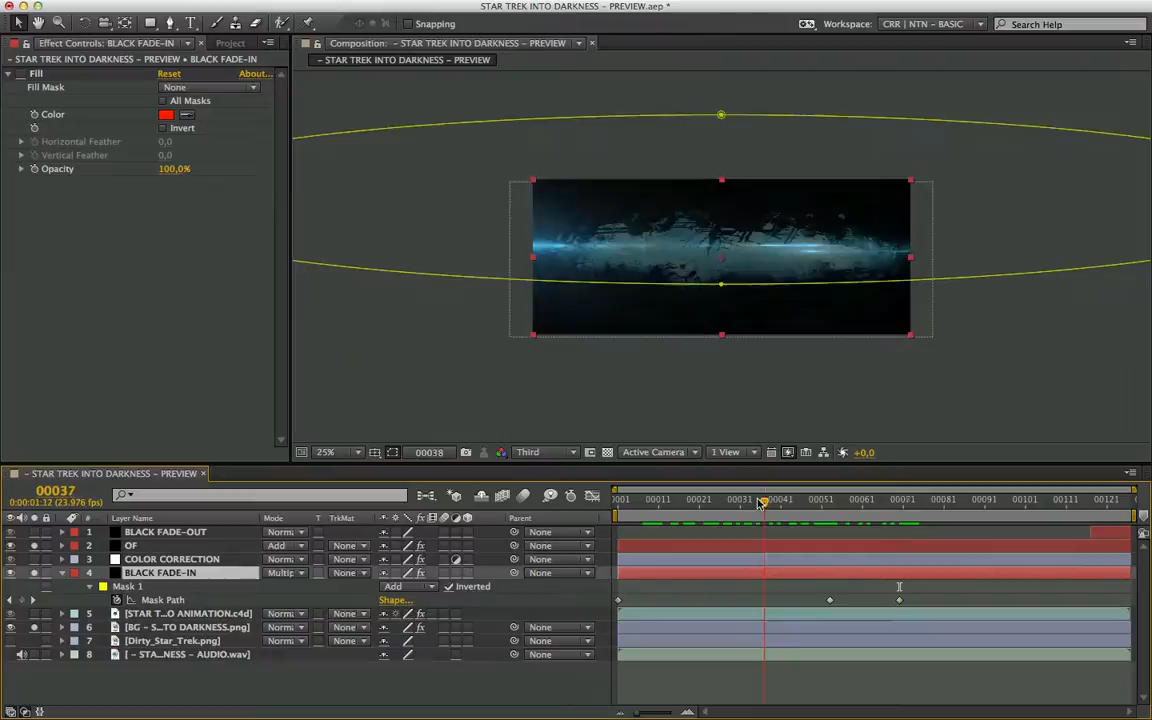 STAR TREK INTO DARKNESS - PREVIEW.aep *
Snapping
Workspace: CRR | NTN - BASIC
Search Help
Effect Controls: BLACK FADE-IN
Project
Composition: - STAR TREK INTO DARKNESS - PREVIEW
- STAR TREK INTO DARKNESS - PREVIEW • BLACK FADE-IN
- STAR TREK INTO DARKNESS - PREVIEW
Fill Reset About...
Fill Mask None
All Masks
Color
Invert
Horizontal Feather 0,0
Vertical Feather 0,0
Opacity 100,0%
25% 00038 Third Active Camera 1 View +0,0
- STAR TREK INTO DARKNESS - PREVIEW
00037
0:00:01:12 (23.976 fps)
0001 00011 00021 00031 00041 00051 00061 00071 00081 00091 00101 00111 00121
# Layer Name Mode T TrkMat Parent
1 BLACK FADE-OUT Norm: None
2 OF Add None fx None
3 COLOR CORRECTION Norm: None fx None
4 BLACK FADE-IN Multip None fx None
Mask 1 Add Inverted
Mask Path Shape...
5 [STAR T...O ANIMATION.c4d] Norm: None fx None
6 [BG - S...TO DARKNESS.png] Norm: None fx None
7 [Dirty_Star_Trek.png] Norm: None None
8 [ - STA...NESS - AUDIO.wav] None